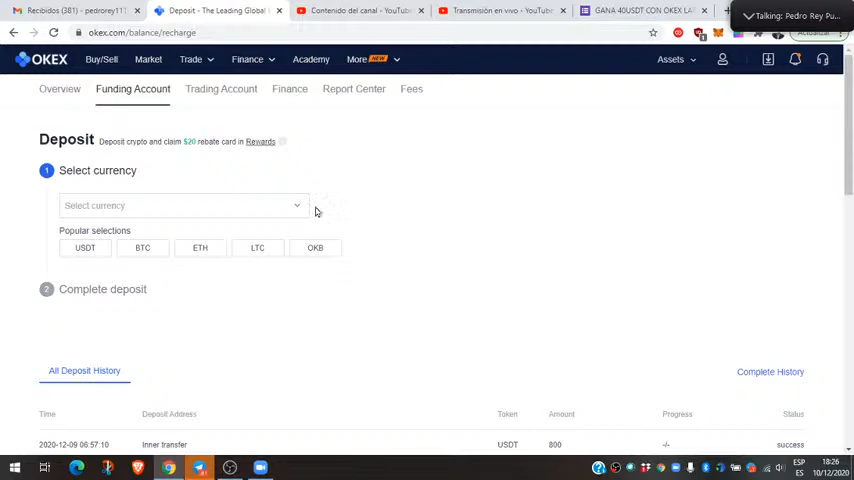 Recibidos (381) - pedrorey117
Deposit - The Leading Global
Contenido del canal - YouTube
Transmisión en vivo - YouTube
GANA 40USDT CON OKEX LAT
Talking: Pedro Rey Pu...
okex.com/balance/recharge
Actualizar
OKEX
Buy/Sell
Market
Trade
Finance
Academy
More NEW
Assets
Overview
Funding Account
Trading Account
Finance
Report Center
Fees
Deposit Deposit crypto and claim $20 rebate card in Rewards
1 Select currency
Select currency
Popular selections
USDT
BTC
ETH
LTC
OKB
2 Complete deposit
All Deposit History
Complete History
Time
Deposit Address
Token
Amount
Progress
Status
2020-12-09 06:57:10
Inner transfer
USDT
800
-/-
success
ESP
ES
18:26
10/12/2020